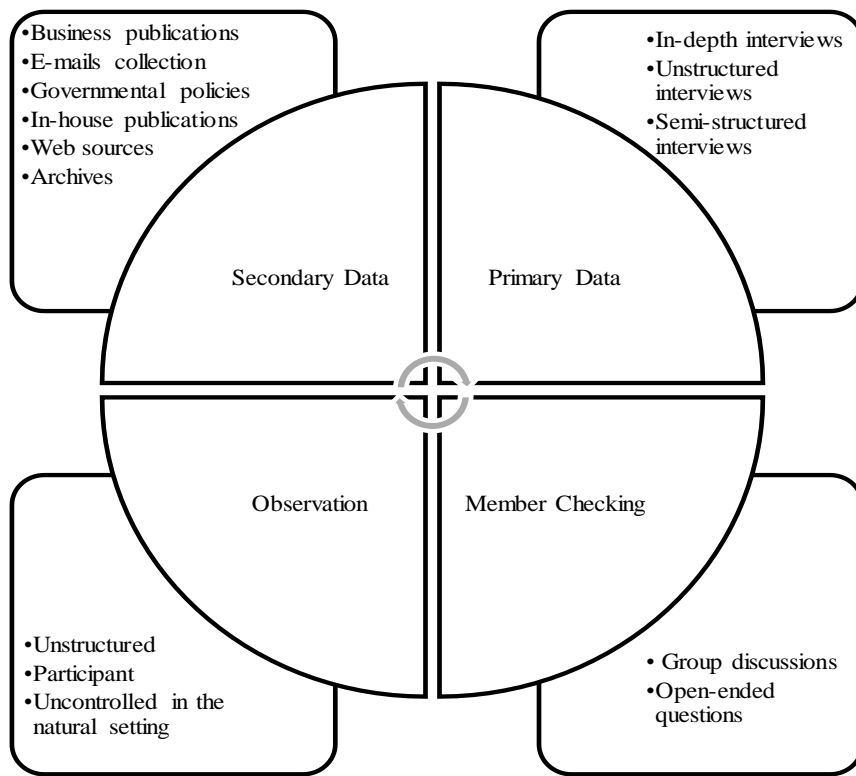 •Business publications
•E-mails collection
•Governmental policies
•In-house publications
•Web sources
•Archives
•In-depth interviews
•Unstructured
interviews
•Semi-structured
interviews
Secondary Data
Primary Data
Observation
Member Checking
•Unstructured
•Participant
•Uncontrolled in the
natural setting
• Group discussions
•Open-ended
questions